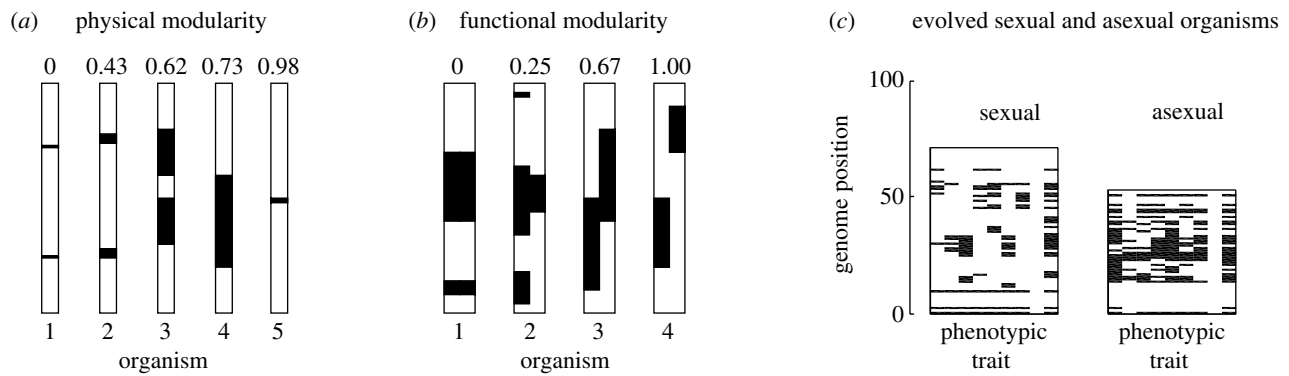 (a) physical modularity
0 0.43 0.62 0.73 0.98
1 2 3 4 5
organism
(b) functional modularity
0 0.25 0.67 1.00
1 2 3 4
organism
(c) evolved sexual and asexual organisms
100
50
0
genome position
sexual
asexual
phenotypic
trait
phenotypic
trait